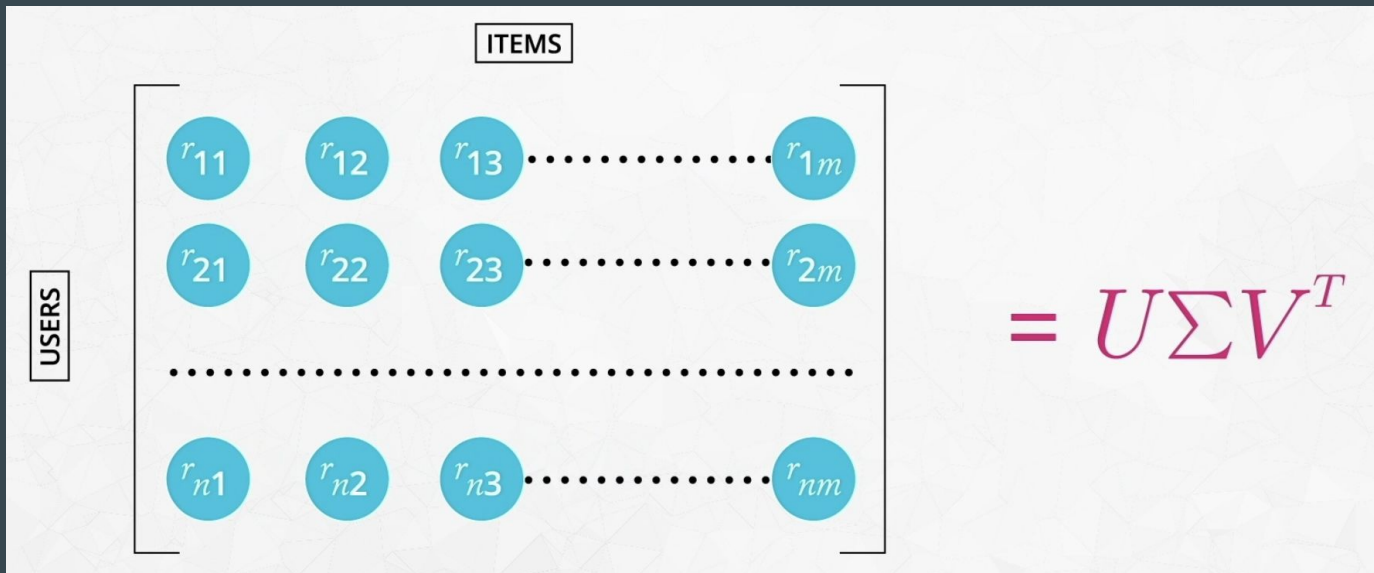 ITEMS
r11 r12 r13 .............. r1m
r21 r22 r23 .............. r2m
USERS
= UΣV^T
......................................
rn1 rn2 rn3 .............. rnm